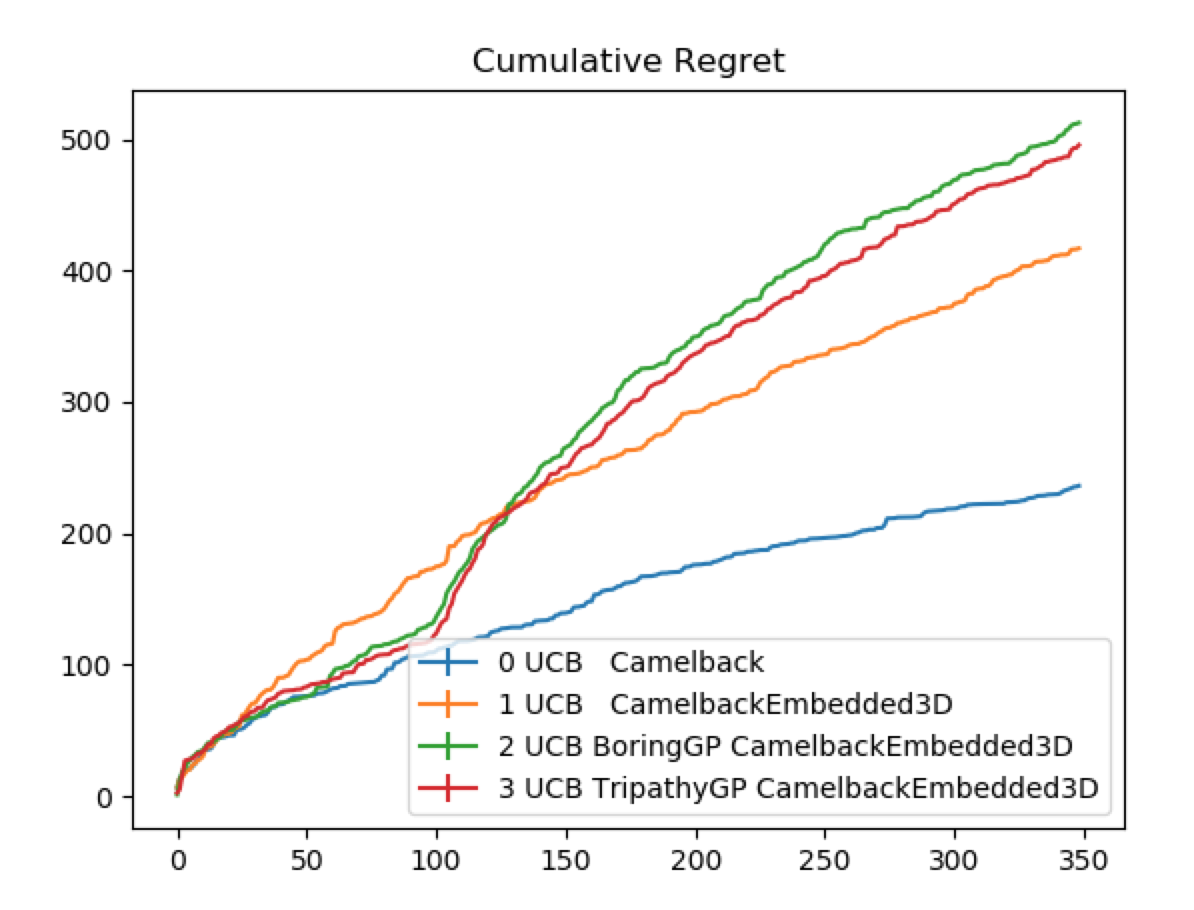 Cumulative Regret
500
400
300
200
100
0
0 UCB   Camelback
1 UCB   CamelbackEmbedded3D
2 UCB BoringGP CamelbackEmbedded3D
3 UCB TripathyGP CamelbackEmbedded3D
0 50 100 150 200 250 300 350